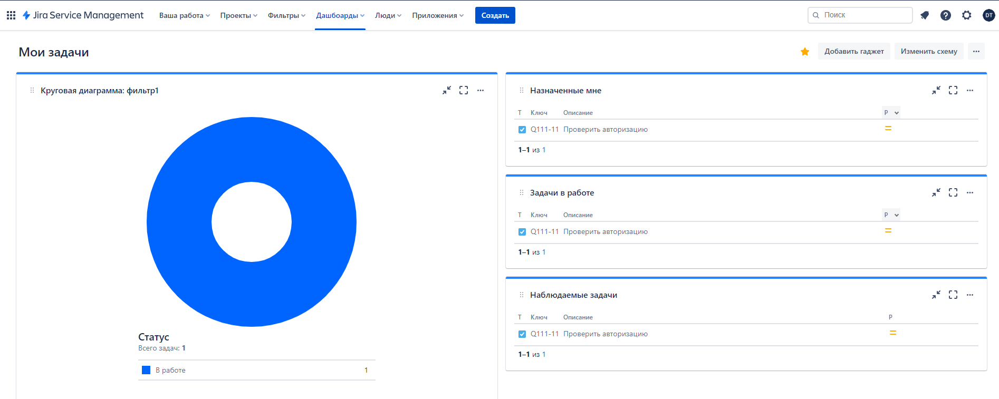 Jira Service Management Ваша работа Проекты Фильтры Дашбоарды Люди Приложения Создать Поиск DT
Мои задачи
Добавить гаджет Изменить схему
Круговая диаграмма: фильтр1
Статус
Всего задач: 1
В работе 1
Назначенные мне
T Ключ Описание P
Q111-11 Проверить авторизацию
1–1 из 1
Задачи в работе
T Ключ Описание P
Q111-11 Проверить авторизацию
1–1 из 1
Наблюдаемые задачи
T Ключ Описание P
Q111-11 Проверить авторизацию
1–1 из 1